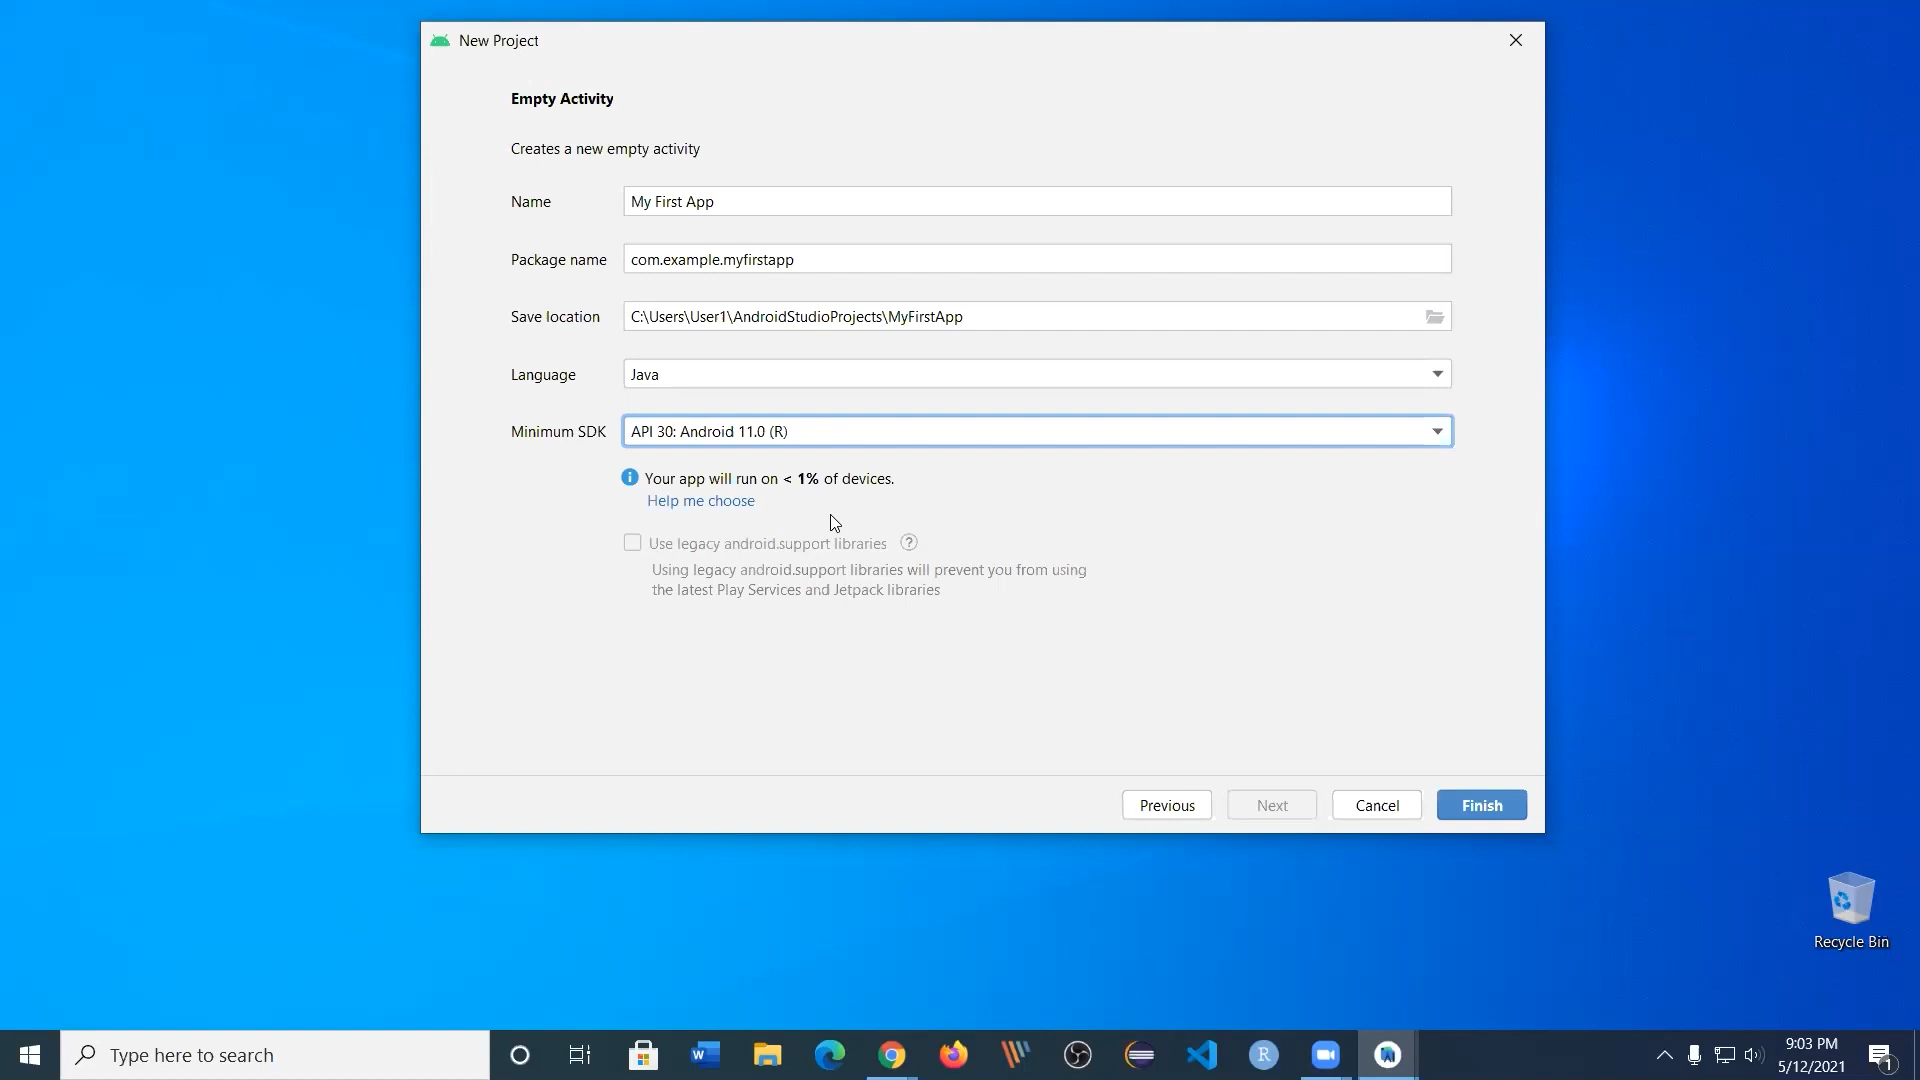 New Project
Empty Activity
Creates a new empty activity
Name
My First App
Package name
com.example.myfirstapp
Save location
C:\Users\User1\AndroidStudioProjects\MyFirstApp
Language
Java
Minimum SDK
API 30: Android 11.0 (R)
Your app will run on < 1% of devices.
Help me choose
Use legacy android.support libraries ?
Using legacy android.support libraries will prevent you from using
the latest Play Services and Jetpack libraries
Previous
Next
Cancel
Finish
Recycle Bin
Type here to search
W
R
9:03 PM
5/12/2021
1